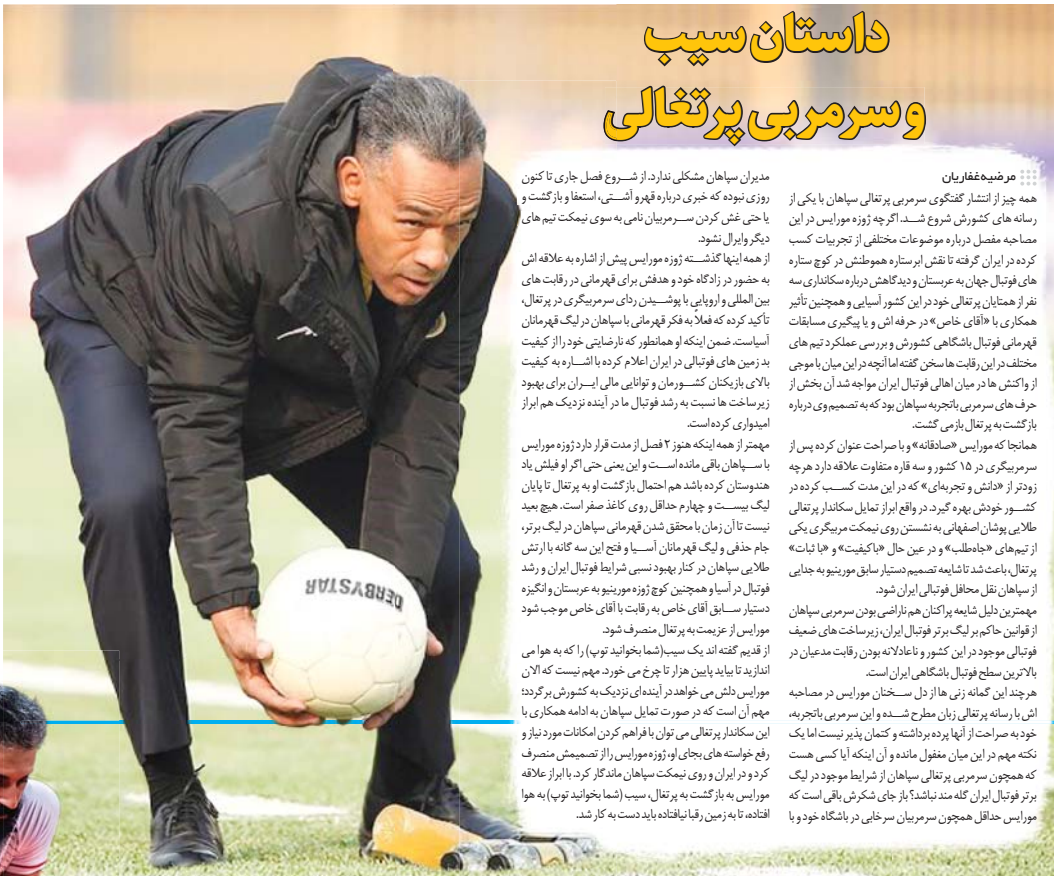 داستان سیب
و سرمربی پرتغالی
مرضیه غفاریان
همه چیز از انتشار گفتگوی سرمربی پرتغالی سپاهان با یکی از
رسانه های کشورش شروع شد. اگرچه ژوزه مورایس در این
مصاحبه مفصل درباره موضوعات مختلفی از تجربیات کسب
کرده در ایران گرفته تا نقش ابرستاره هموطنش در کوچ ستاره
های فوتبال جهان به عربستان و دیدگاهش درباره سکانداری سه
نفر از همتایان پرتغالی خود در این کشور آسیایی و همچنین تأثیر
همکاری با «آقای خاص» در حرفه اش و یا پیگیری مسابقات
قهرمانی فوتبال باشگاهی کشورش و بررسی عملکرد تیم های
مختلف در این رقابت ها سخن گفته اما آنچه در این میان با موجی
از واکنش ها در میان اهالی فوتبال ایران مواجه شد آن بخش از
حرف های سرمربی باتجربه سپاهان بود که به تصمیم وی درباره
بازگشت به پرتغال بازمی گشت.
همانجا که مورایس «صادقانه» و با صراحت عنوان کرده پس از
سرمربیگری در ۱۵ کشور و سه قاره متفاوت علاقه دارد هرچه
زودتر از «دانش و تجربه‌ای» که در این مدت کسب کرده در
کشور خودش بهره گیرد. در واقع ابراز تمایل سکاندار پرتغالی
طلایی پوشان اصفهانی به نشستن روی نیمکت مربیگری یکی
از تیم‌های «جاه‌طلب» و در عین حال «باکیفیت» و «با ثبات»
پرتغال، باعث شد تا شایعه تصمیم دستیار سابق مورینیو به جدایی
از سپاهان نقل محافل فوتبالی ایران شود.
مهمترین دلیل شایعه پراکنان هم ناراضی بودن سرمربی سپاهان
از قوانین حاکم بر لیگ برتر فوتبال ایران، زیرساخت های ضعیف
فوتبالی موجود در این کشور و ناعادلانه بودن رقابت مدعیان در
بالاترین سطح فوتبال باشگاهی ایران است.
هرچند این گمانه زنی ها از دل سخنان مورایس در مصاحبه
اش با رسانه پرتغالی زبان مطرح شده و این سرمربی باتجربه،
خود به صراحت از آنها پرده برداشته و کتمان پذیر نیست اما یک
نکته مهم در این میان مغفول مانده و آن اینکه آیا کسی هست
که همچون سرمربی پرتغالی سپاهان از شرایط موجود در لیگ
برتر فوتبال ایران گله مند نباشد؟ باز جای شکرش باقی است که
مورایس حداقل همچون سرمربیان سرخابی در باشگاه خود و با
مدیران سپاهان مشکلی ندارد. از شروع فصل جاری تا کنون
روزی نبوده که خبری درباره قهر و آشتی، استعفا و بازگشت و
یا حتی غش کردن سرمربیان نامی به سوی نیمکت تیم های
دیگر وایرال نشود.
از همه اینها گذشته ژوزه مورایس پیش از اشاره به علاقه اش
به حضور در زادگاه خود و هدفش برای قهرمانی در رقابت های
بین المللی و اروپایی با پوشیدن ردای سرمربیگری در پرتغال،
تأکید کرده که فعلاً به فکر قهرمانی با سپاهان در لیگ قهرمانان
آسیاست. ضمن اینکه او همانطور که نارضایتی خود را از کیفیت
بد زمین های فوتبالی در ایران اعلام کرده با اشاره به کیفیت
بالای بازیکنان کشورمان و توانایی مالی ایران برای بهبود
زیرساخت ها نسبت به رشد فوتبال ما در آینده نزدیک هم ابراز
امیدواری کرده است.
مهمتر از همه اینکه هنوز ۲ فصل از مدت قرار دارد ژوزه مورایس
با سپاهان باقی مانده است و این یعنی حتی اگر او فیلش یاد
هندوستان کرده باشد هم احتمال بازگشت او به پرتغال تا پایان
لیگ بیست و چهارم حداقل روی کاغذ صفر است. هیچ بعید
نیست تا آن زمان با محقق شدن قهرمانی سپاهان در لیگ برتر،
جام حذفی و لیگ قهرمانان آسیا و فتح این سه گانه با ارتش
طلایی سپاهان در کنار بهبود نسبی شرایط فوتبال ایران و رشد
فوتبال در آسیا و همچنین کوچ ژوزه مورینیو به عربستان و انگیزه
دستیار سابق آقای خاص به رقابت با آقای خاص موجب شود
مورایس از عزیمت به پرتغال منصرف شود.
از قدیم گفته اند یک سیب (شما بخوانید توپ) را که به هوا می
اندازید تا بیاید پایین هزار تا چرخ می خورد. مهم نیست که الان
مورایس دلش می خواهد در آینده‌ای نزدیک به کشورش برگردد؛
مهم آن است که در صورت تمایل سپاهان به ادامه همکاری با
این سکاندار پرتغالی می توان با فراهم کردن امکانات مورد نیاز و
رفع خواسته های بجای او، ژوزه مورایس را از تصمیمش منصرف
کرد و در ایران و روی نیمکت سپاهان ماندگار کرد. با ابراز علاقه
مورایس به بازگشت به پرتغال، سیب (شما بخوانید توپ) به هوا
افتاده، تا به زمین رقبا نیافتاده باید دست به کار شد.
DERBYSTAR